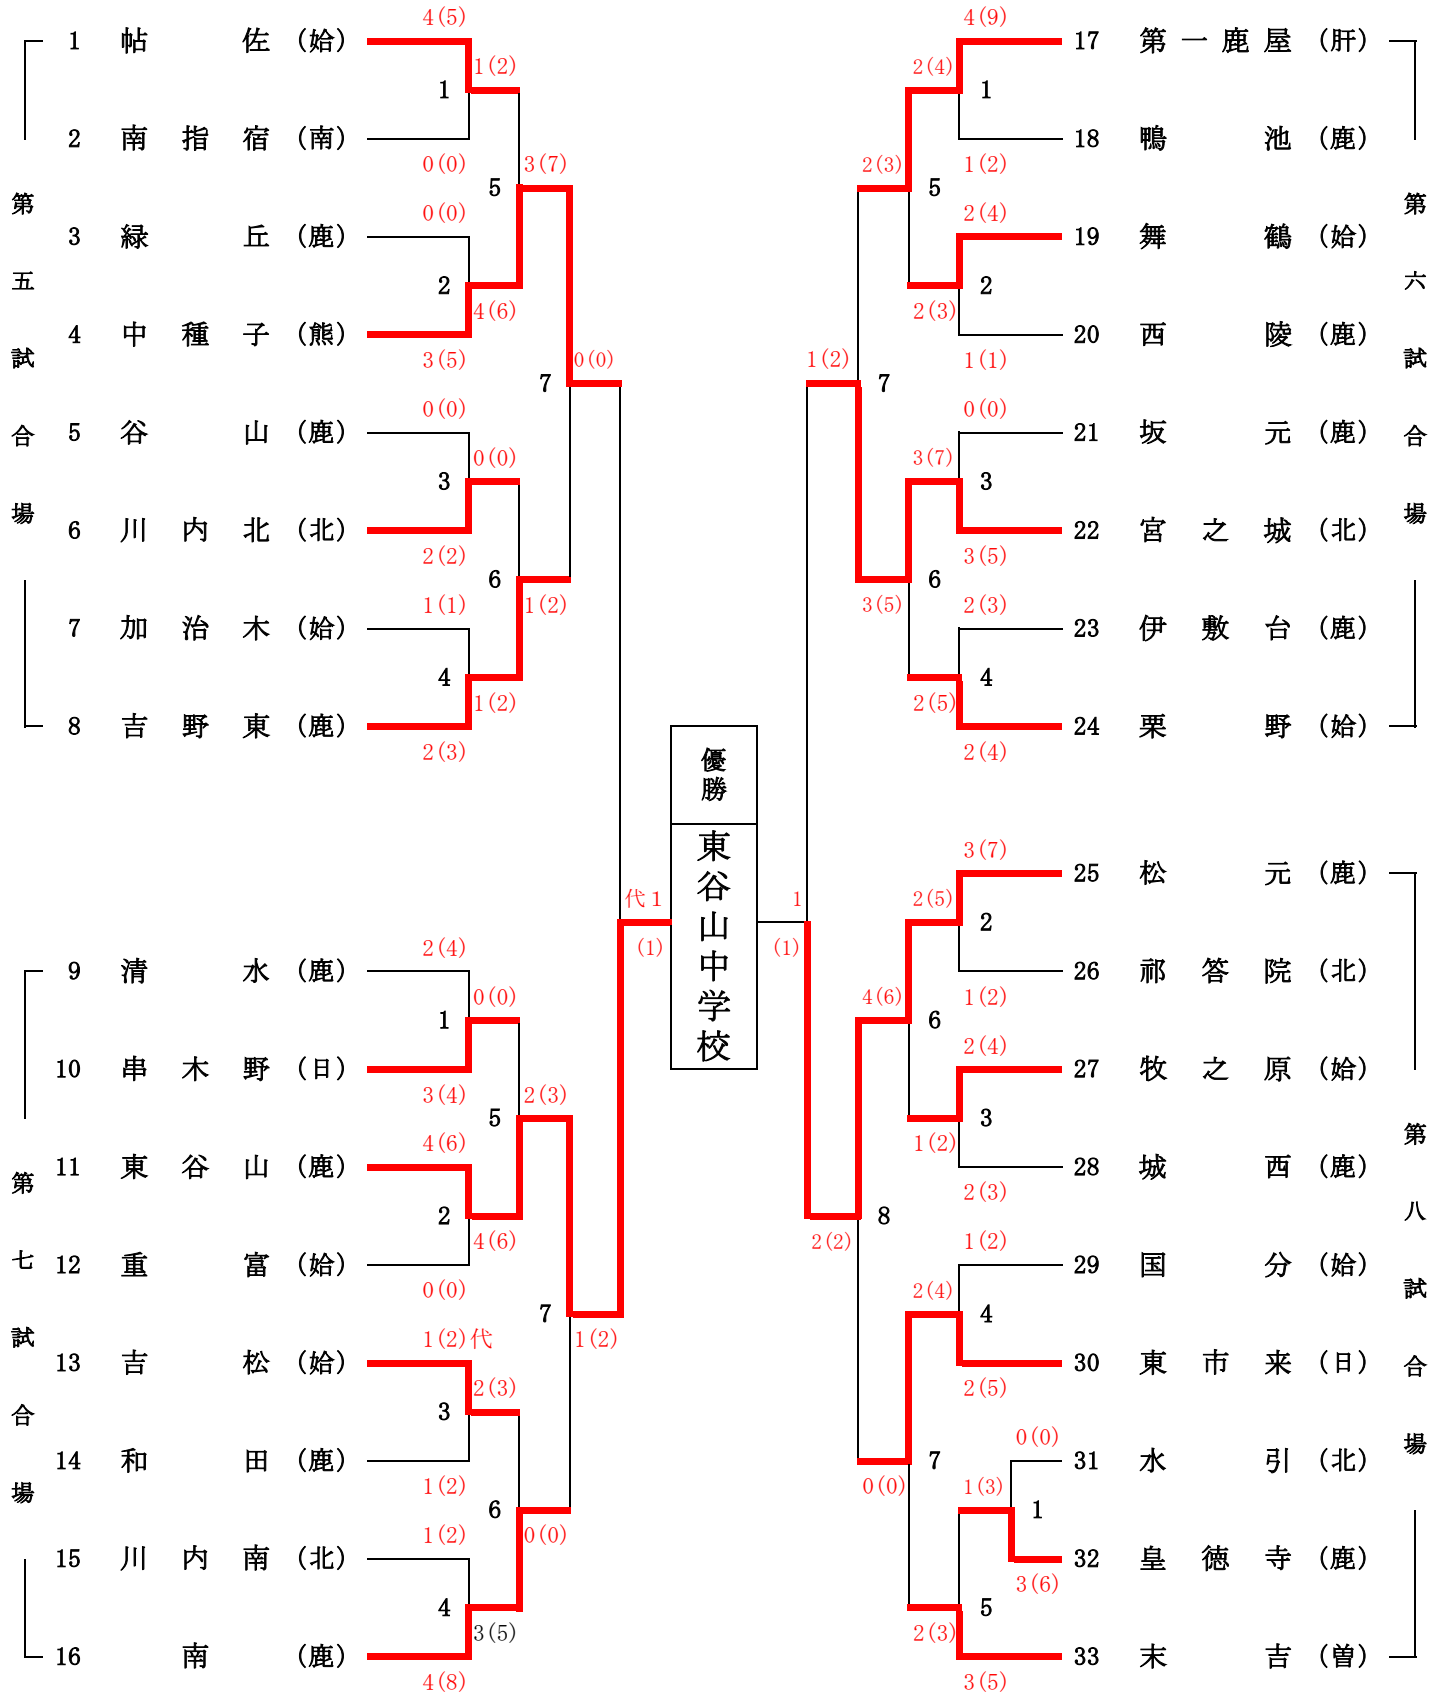 4(5)
1 帖佐 (姶)
1(2)
1
2 南指宿 (南)
0(0)
3(7)
5
0(0)
3 緑丘 (鹿)
2
4(6)
4 中種子 (熊)
3(5)
0(0)
7
0(0)
5 谷山 (鹿)
0(0)
3
6 川内北 (北)
2(2)
6
1(2)
1(1)
7 加治木 (姶)
4
1(2)
8 吉野東 (鹿)
2(3)
第五試合場
2(4)
9 清水 (鹿)
0(0)
1
10 串木野 (日)
3(4)
2(3)
5
4(6)
11 東谷山 (鹿)
2
4(6)
12 重富 (姶)
0(0)
7
1(2)
1(2)代
13 吉松 (姶)
2(3)
3
14 和田 (鹿)
1(2)
6
0(0)
1(2)
15 川内南 (北)
4
3(5)
16 南 (鹿)
4(8)
第七試合場
代1
(1)
優勝
東谷山中学校
1
(1)
4(9)
17 第一鹿屋 (肝)
2(4)
1
18 鴨池 (鹿)
1(2)
2(3)
5
2(4)
19 舞鶴 (姶)
2
2(3)
20 西陵 (鹿)
1(1)
1(2)
7
0(0)
21 坂元 (鹿)
3(7)
3
22 宮之城 (北)
3(5)
6
3(5)
2(3)
23 伊敷台 (鹿)
4
2(5)
24 栗野 (姶)
2(4)
第六試合場
3(7)
25 松元 (鹿)
2(5)
2
26 祁答院 (北)
1(2)
4(6)
6
2(4)
27 牧之原 (姶)
3
1(2)
28 城西 (鹿)
2(3)
8
2(2)
1(2)
29 国分 (姶)
2(4)
4
30 東市来 (日)
2(5)
7
0(0)
0(0)
31 水引 (北)
1(3)
1
32 皇徳寺 (鹿)
3(6)
5
2(3)
33 末吉 (曽)
3(5)
第八試合場